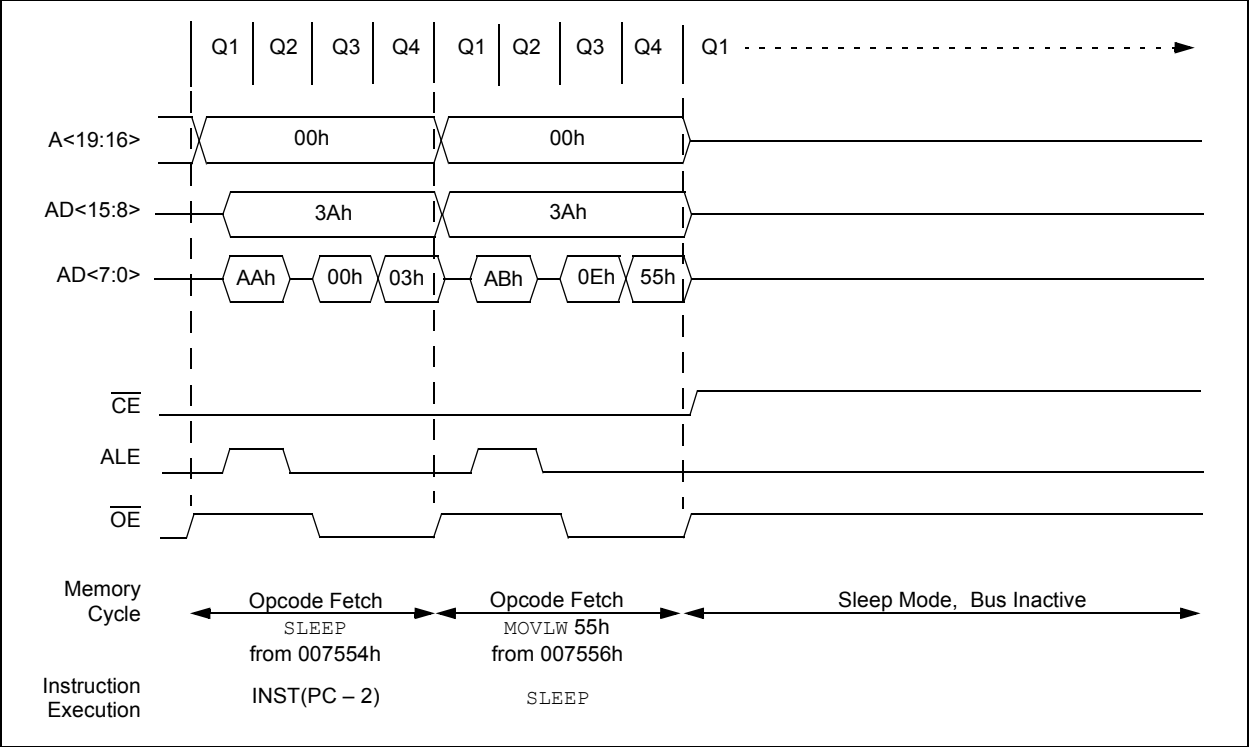 Q1 Q2 Q3 Q4 Q1 Q2 Q3 Q4 Q1
A<19:16> 00h 00h
AD<15:8> 3Ah 3Ah
AD<7:0> AAh 00h 03h ABh 0Eh 55h
CE
ALE
OE
Memory
Cycle
Opcode Fetch
SLEEP
from 007554h
Opcode Fetch
MOVLW 55h
from 007556h
Sleep Mode, Bus Inactive
Instruction
Execution
INST(PC – 2) SLEEP